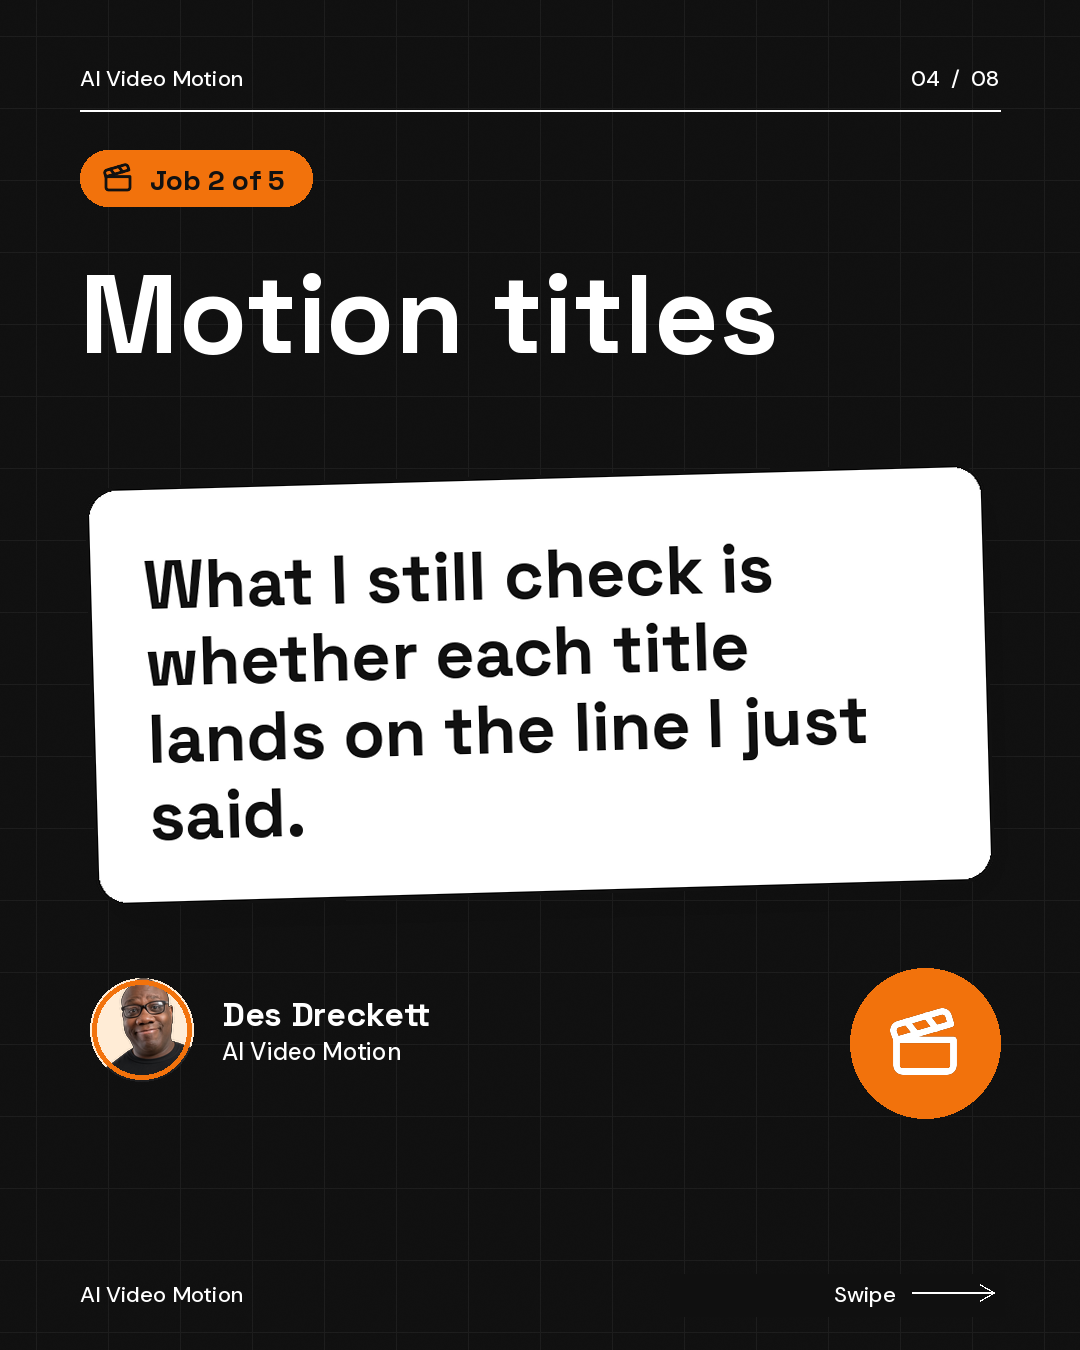 AI Video Motion
04 / 08
Job 2 of 5
Motion titles
What I still check is
whether each title
lands on the line I just
said.
Des Dreckett
AI Video Motion
AI Video Motion
Swipe